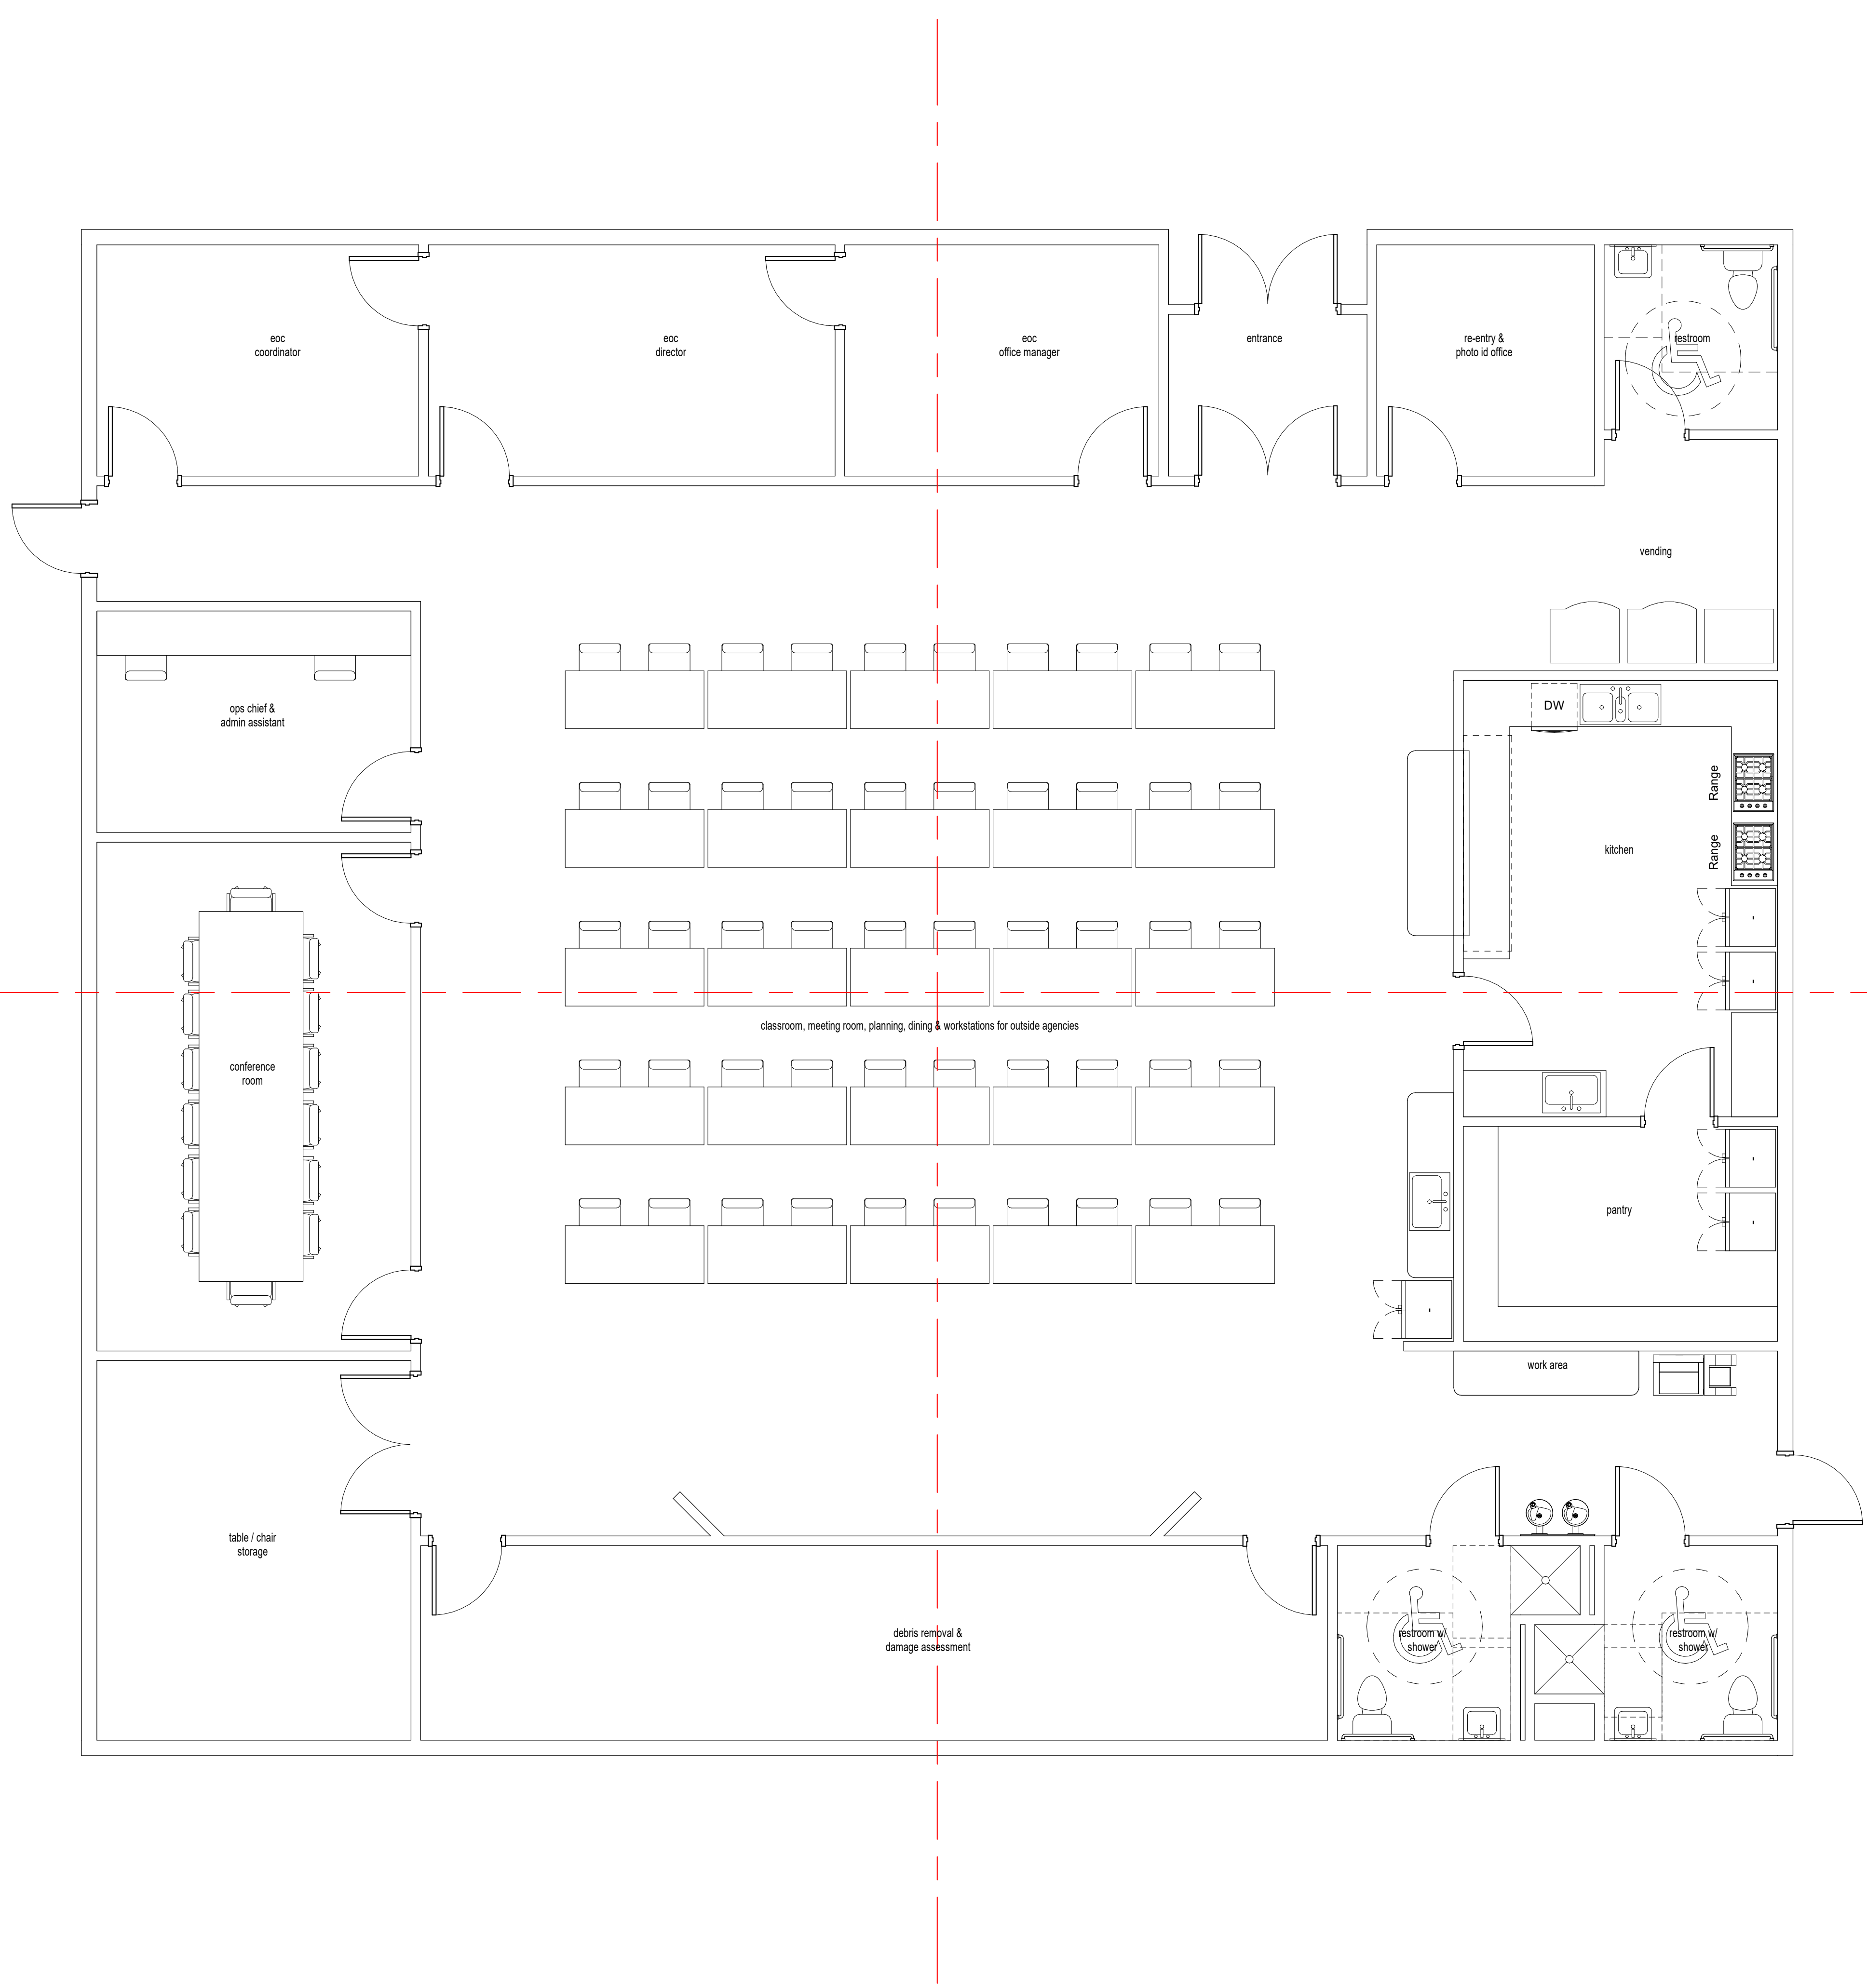 eoc
coordinator
eoc
director
eoc
office manager
entrance
re-entry &
photo id office
restroom
vending
ops chief &
admin assistant
DW
Range
Range
kitchen
classroom, meeting room, planning, dining & workstations for outside agencies
conference
room
pantry
work area
table / chair
storage
debris removal &
damage assessment
restroom w/
shower
restroom w/
shower